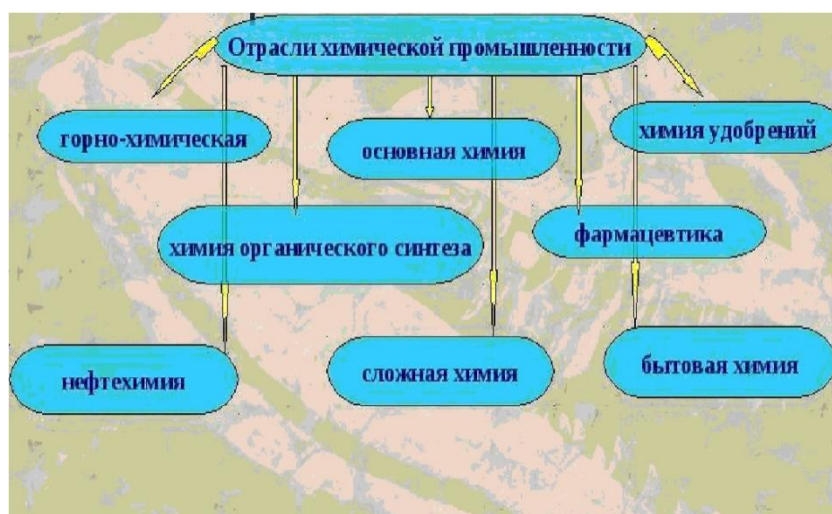 Отрасли химической промышленности
горно-химическая
основная химия
химия удобрений
химия органического синтеза
фармацевтика
нефтехимия
сложная химия
бытовая химия